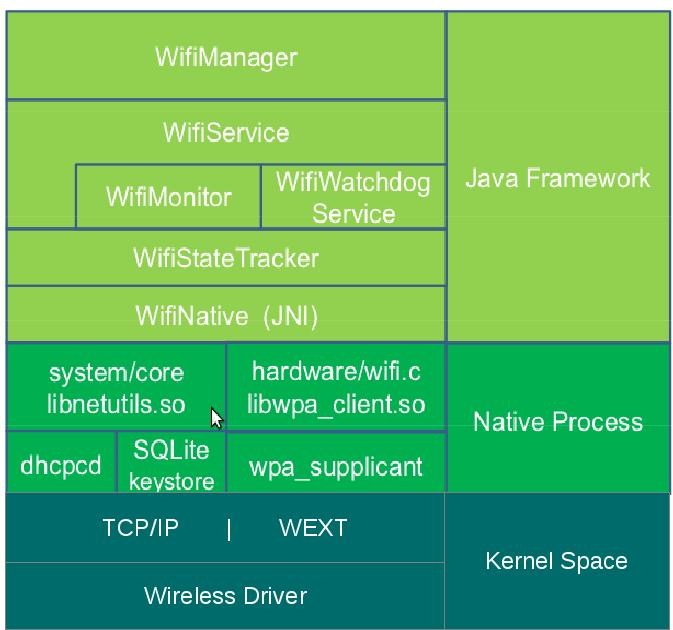 WifiManager
WifiService
WifiMonitor
WifiWatchdog
Service
Java Framework
WifiStateTracker
WifiNative (JNI)
system/core
libnetutils.so
hardware/wifi.c
libwpa_client.so
Native Process
dhcpcd
SQLite
keystore
wpa_supplicant
TCP/IP | WEXT
Kernel Space
Wireless Driver